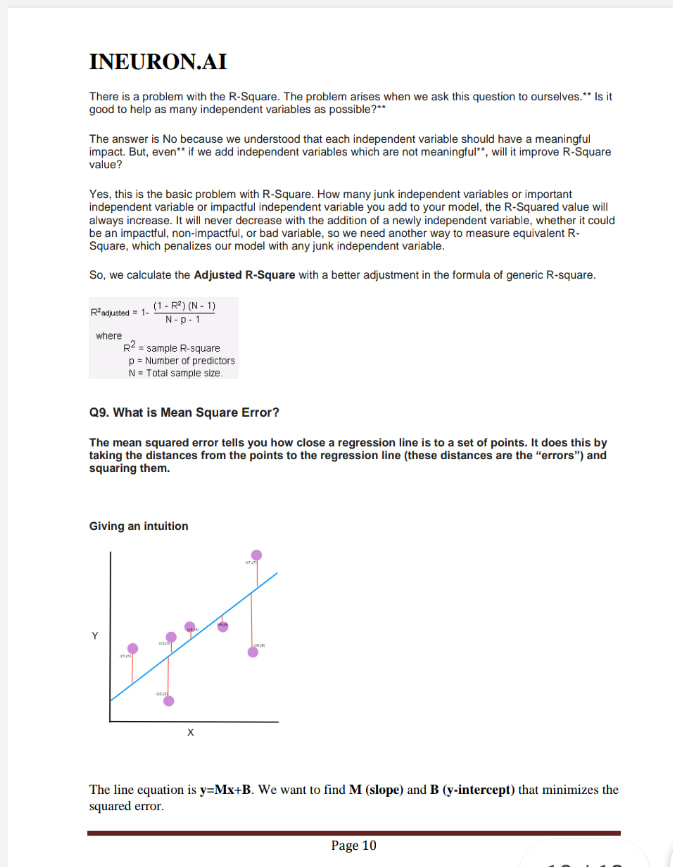 INEURON.AI
There is a problem with the R-Square. The problem arises when we ask this question to ourselves.** Is it
good to help as many independent variables as possible?**
The answer is No because we understood that each independent variable should have a meaningful
impact. But, even** if we add independent variables which are not meaningful**, will it improve R-Square
value?
Yes, this is the basic problem with R-Square. How many junk independent variables or important
independent variable or impactful independent variable you add to your model, the R-Squared value will
always increase. It will never decrease with the addition of a newly independent variable, whether it could
be an impactful, non-impactful, or bad variable, so we need another way to measure equivalent R-
Square, which penalizes our model with any junk independent variable.
So, we calculate the Adjusted R-Square with a better adjustment in the formula of generic R-square.
R² adjusted = 1- (1 - R²) (N - 1)
N - p - 1
where
R² = sample R-square
p = Number of predictors
N = Total sample size.
Q9. What is Mean Square Error?
The mean squared error tells you how close a regression line is to a set of points. It does this by
taking the distances from the points to the regression line (these distances are the “errors”) and
squaring them.
Giving an intuition
Y
X
The line equation is y=Mx+B. We want to find M (slope) and B (y-intercept) that minimizes the
squared error.
Page 10